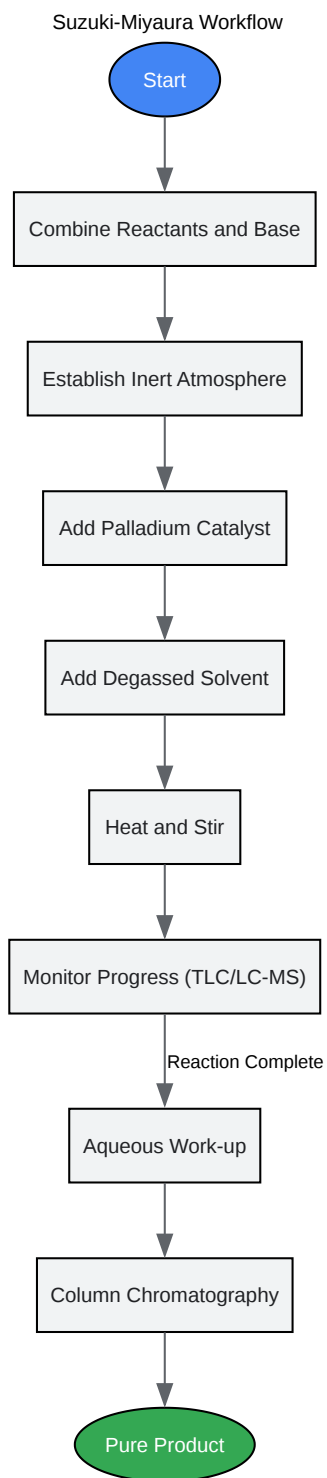 Suzuki-Miyaura Workflow
Start
Combine Reactants and Base
Establish Inert Atmosphere
Add Palladium Catalyst
Add Degassed Solvent
Heat and Stir
Monitor Progress (TLC/LC-MS)
Reaction Complete
Aqueous Work-up
Column Chromatography
Pure Product